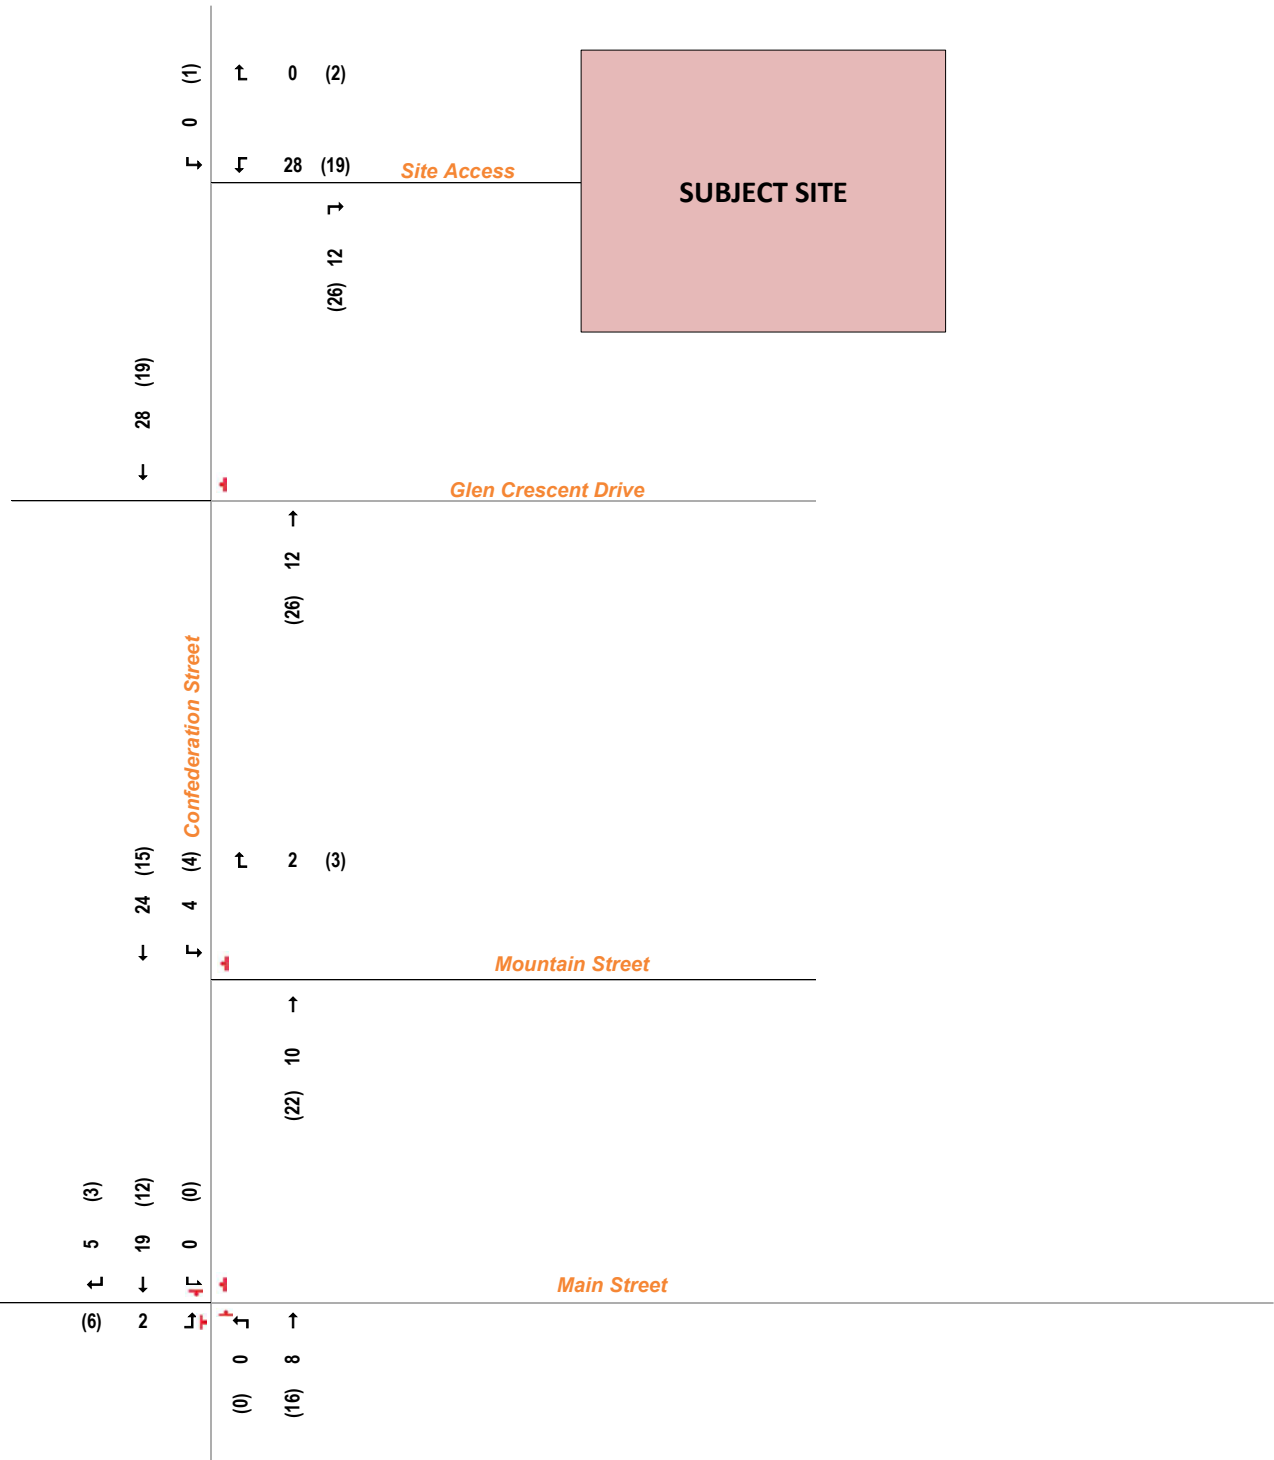 (1)
0
0 (2)
28 (19)
Site Access
SUBJECT SITE
12
(26)
(19)
28
Glen Crescent Drive
12
(26)
Confederation Street
(15) (4)
24 4
2 (3)
Mountain Street
10
(22)
(3) (12) (0)
5 19 0
Main Street
(6) 2
0 8
(0) (16)